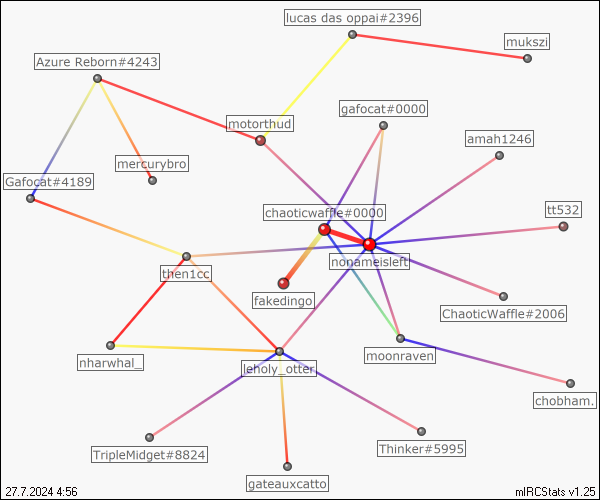 lucas das oppai#2396
mukszi
Azure Reborn#4243
gafocat#0000
motorthud
amah1246
mercurybro
Gafocat#4189
chaoticwaffle#0000
tt532
nonameisleft
then1cc
fakedingo
ChaoticWaffle#2006
nharwhal_
moonraven
leholy_otter
chobham.
Thinker#5995
TripleMidget#8824
gateauxcatto
27.7.2024 4:56
mIRCStats v1.25